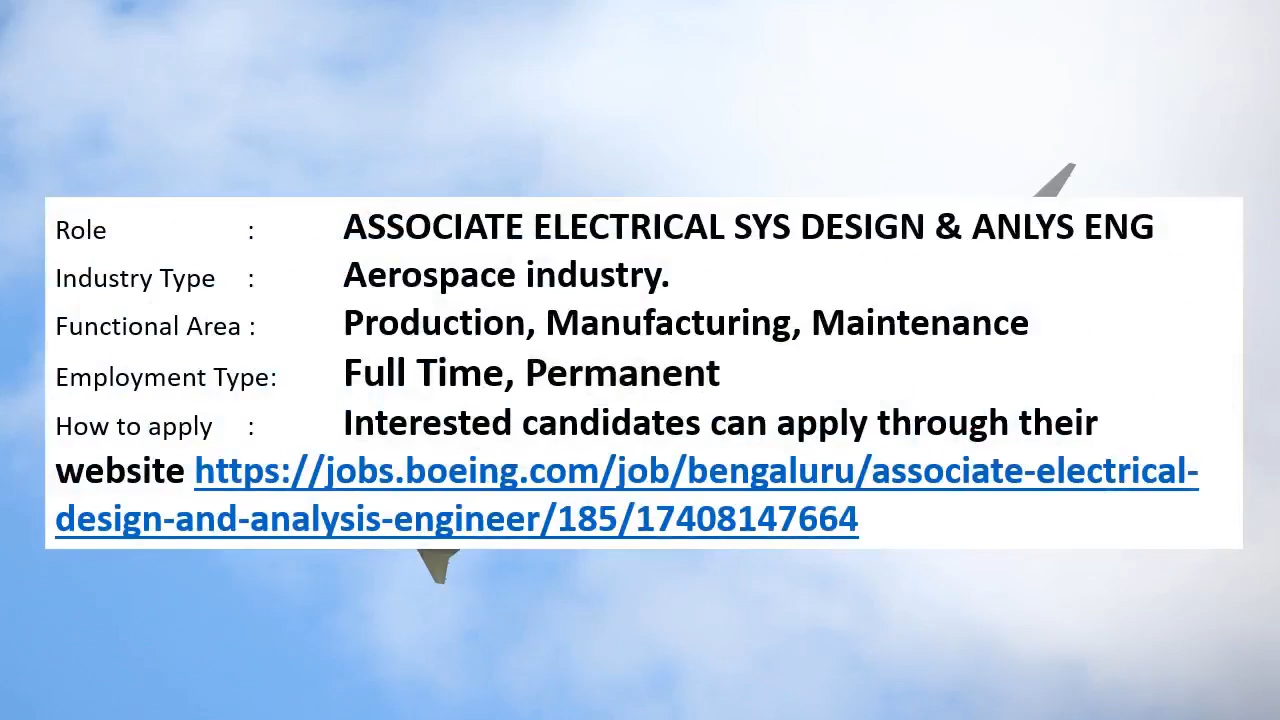 Role : ASSOCIATE ELECTRICAL SYS DESIGN & ANLYS ENG
Industry Type : Aerospace industry.
Functional Area : Production, Manufacturing, Maintenance
Employment Type: Full Time, Permanent
How to apply : Interested candidates can apply through their
website https://jobs.boeing.com/job/bengaluru/associate-electrical-
design-and-analysis-engineer/185/17408147664